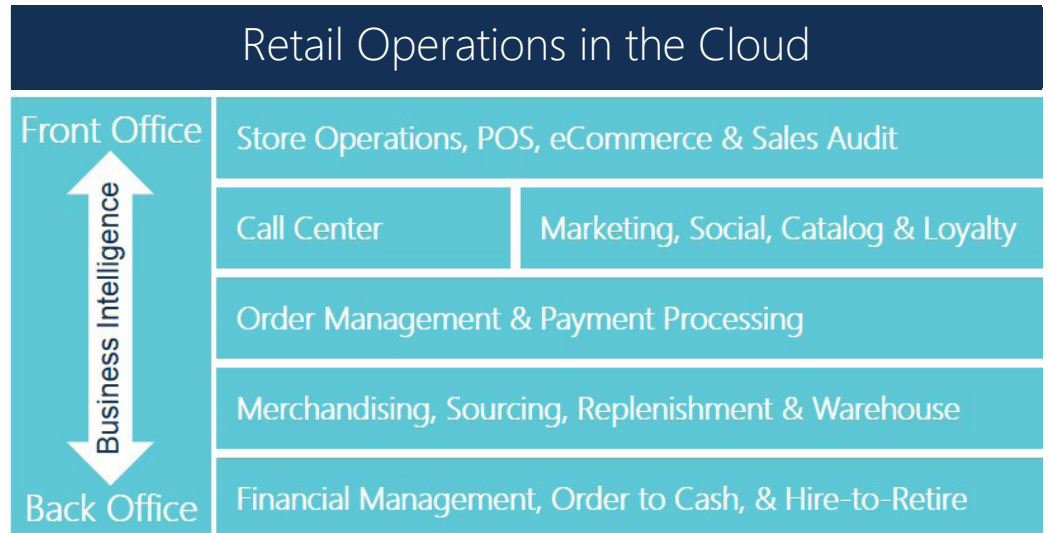 Retail Operations in the Cloud
Front Office
Business Intelligence
Back Office
Store Operations, POS, eCommerce & Sales Audit
Call Center
Marketing, Social, Catalog & Loyalty
Order Management & Payment Processing
Merchandising, Sourcing, Replenishment & Warehouse
Financial Management, Order to Cash, & Hire-to-Retire